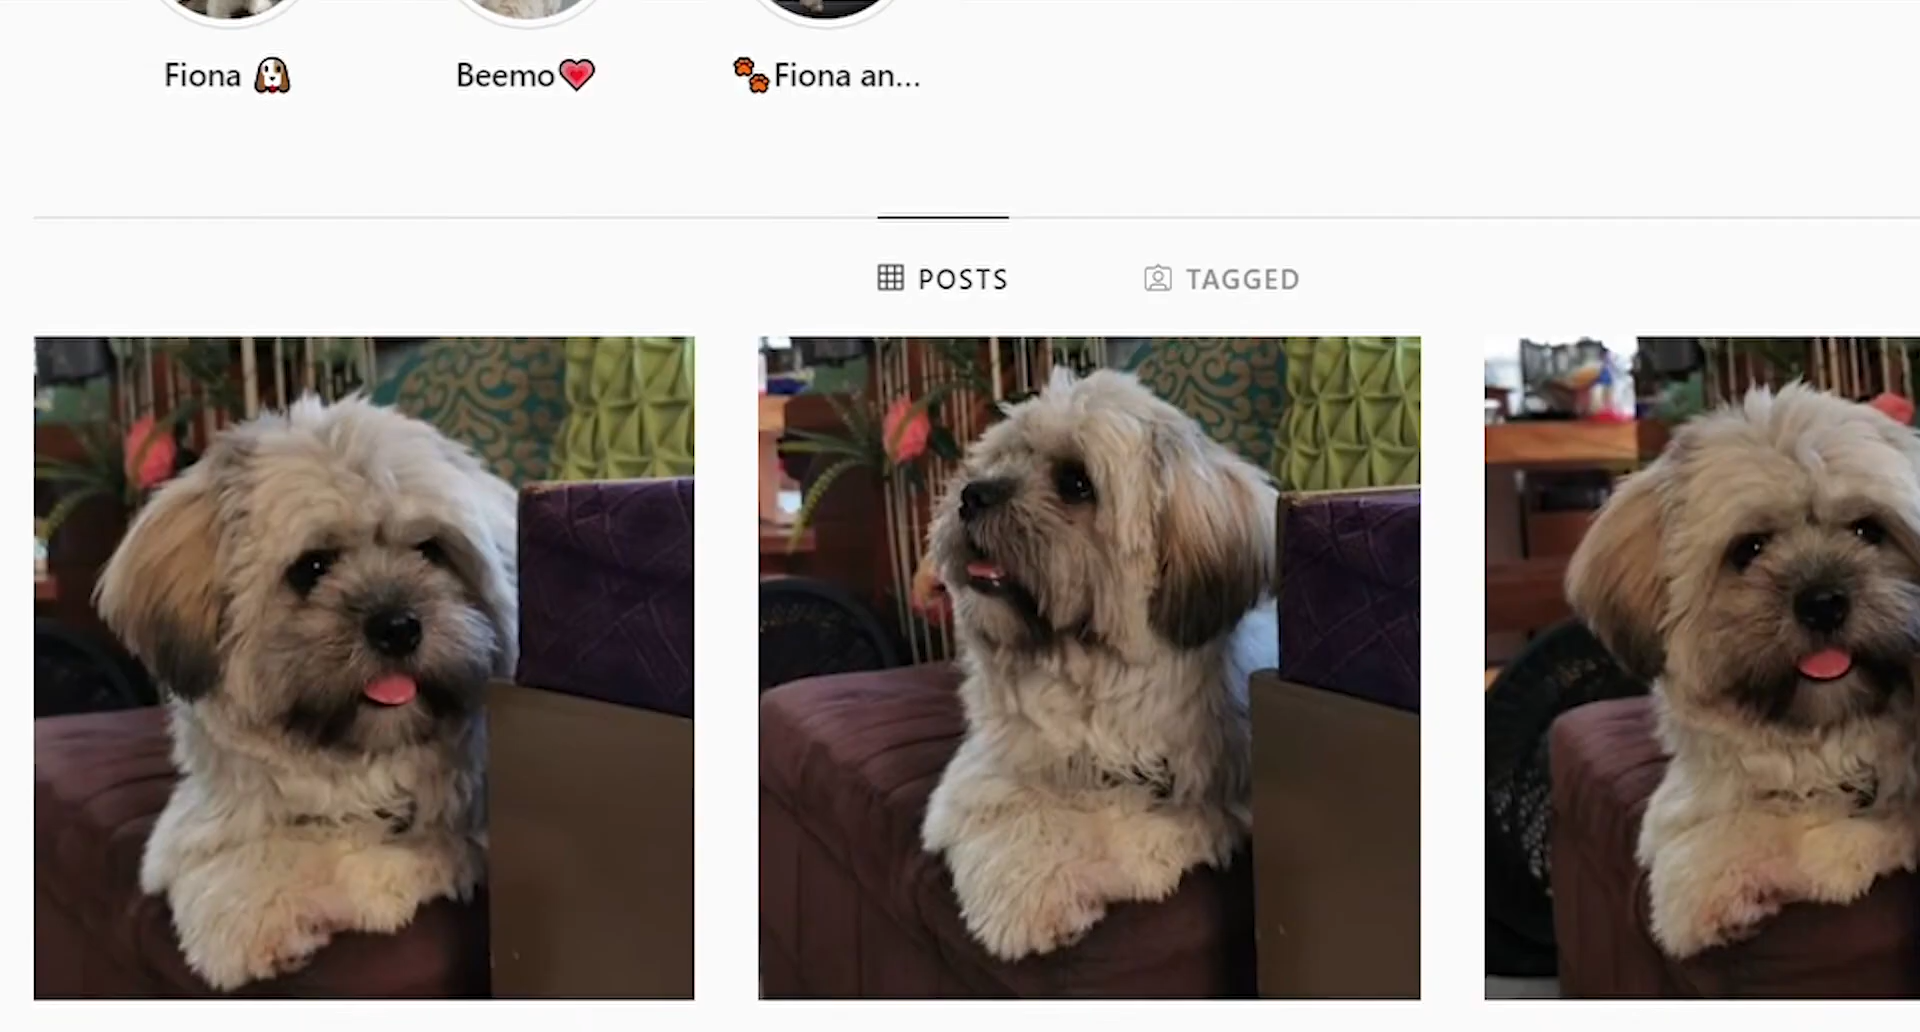 Fiona 🐶
Beemo💗
🐾Fiona an...
POSTS
TAGGED